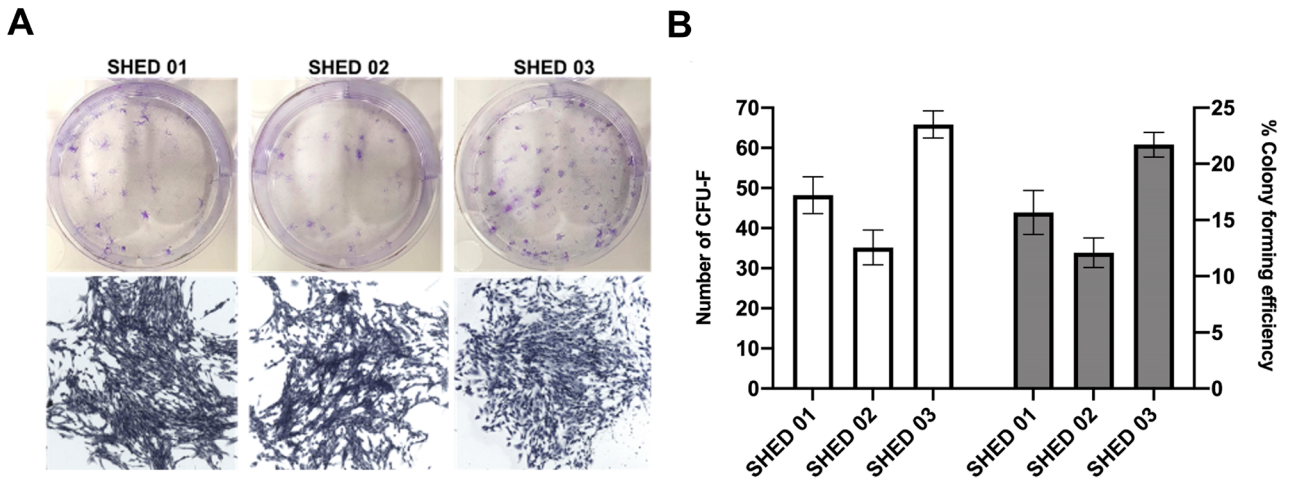 A
B
SHED 01
SHED 02
SHED 03
70
60
50
40
30
20
10
0
Number of CFU-F
25
20
15
10
5
0
% Colony forming efficiency
SHED 01
SHED 02
SHED 03
SHED 01
SHED 02
SHED 03